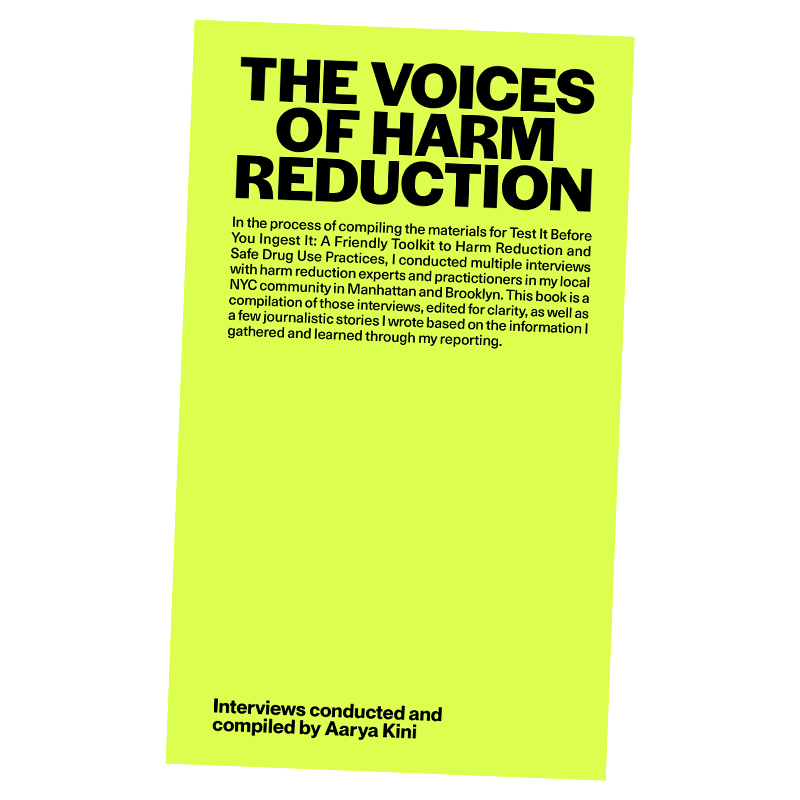 THE VOICES
OF HARM
REDUCTION
In the process of compiling the materials for Test It Before
You Ingest It: A Friendly Toolkit to Harm Reduction and
Safe Drug Use Practices, I conducted multiple interviews
with harm reduction experts and practictioners in my local
NYC community in Manhattan and Brooklyn. This book is a
compilation of those interviews, edited for clarity, as well as
a few journalistic stories I wrote based on the information I
gathered and learned through my reporting.
Interviews conducted and
compiled by Aarya Kini